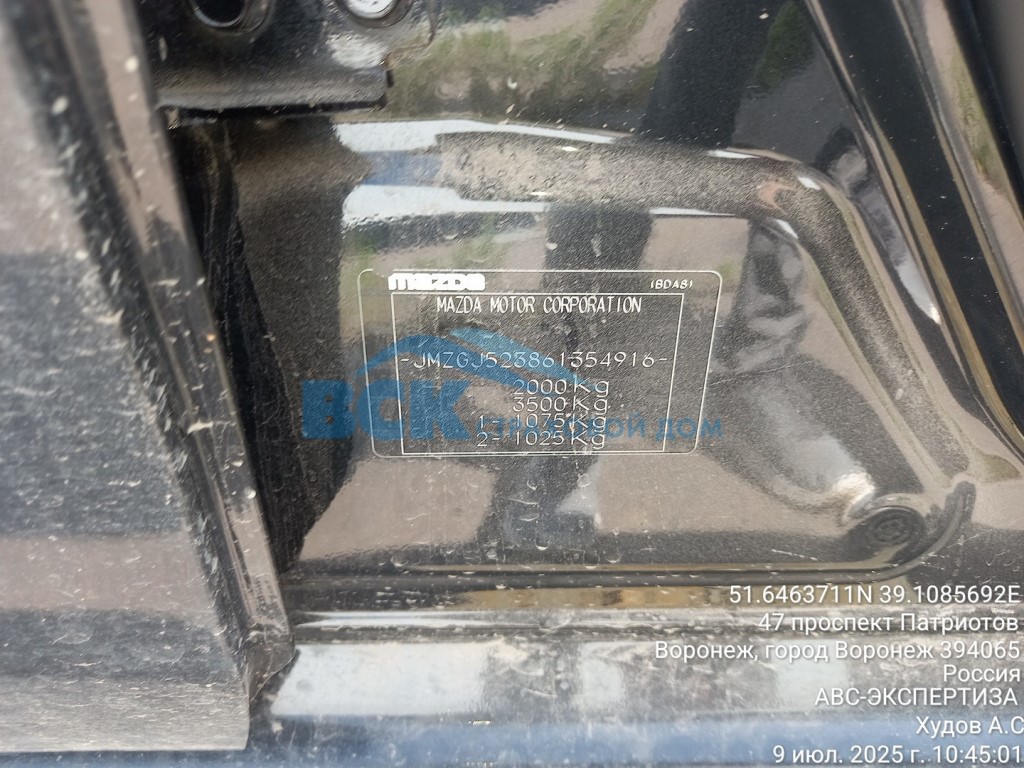 mazda
(BDA8)
MAZDA MOTOR CORPORATION
-JMZGJ523861354916-
2000 Kg
3500 Kg
1- 1075 Kg
2- 1025 Kg
ВСК СТРАХОВОЙ ДОМ
51.6463711N 39.1085692E
47 проспект Патриотов
Воронеж, город Воронеж 394065
Россия
АВС-ЭКСПЕРТИЗА
Худов А.С
9 июл. 2025 г. 10:45:01